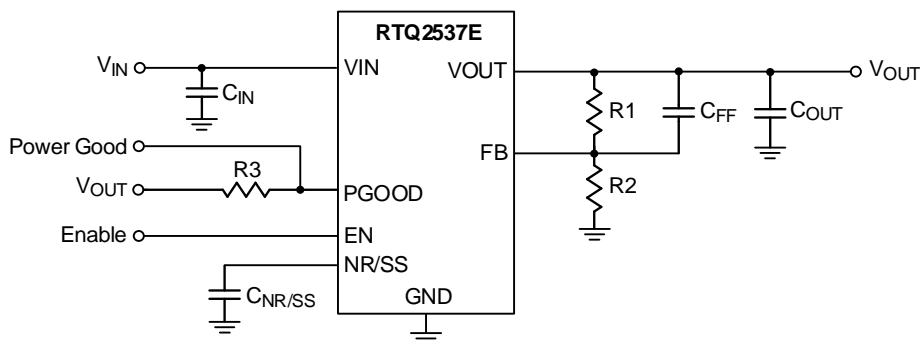 RTQ2537E
VIN
VIN
CIN
VOUT
VOUT
R1
CFF
COUT
Power Good
FB
VOUT
R3
PGOOD
R2
Enable
EN
NR/SS
CNR/SS
GND